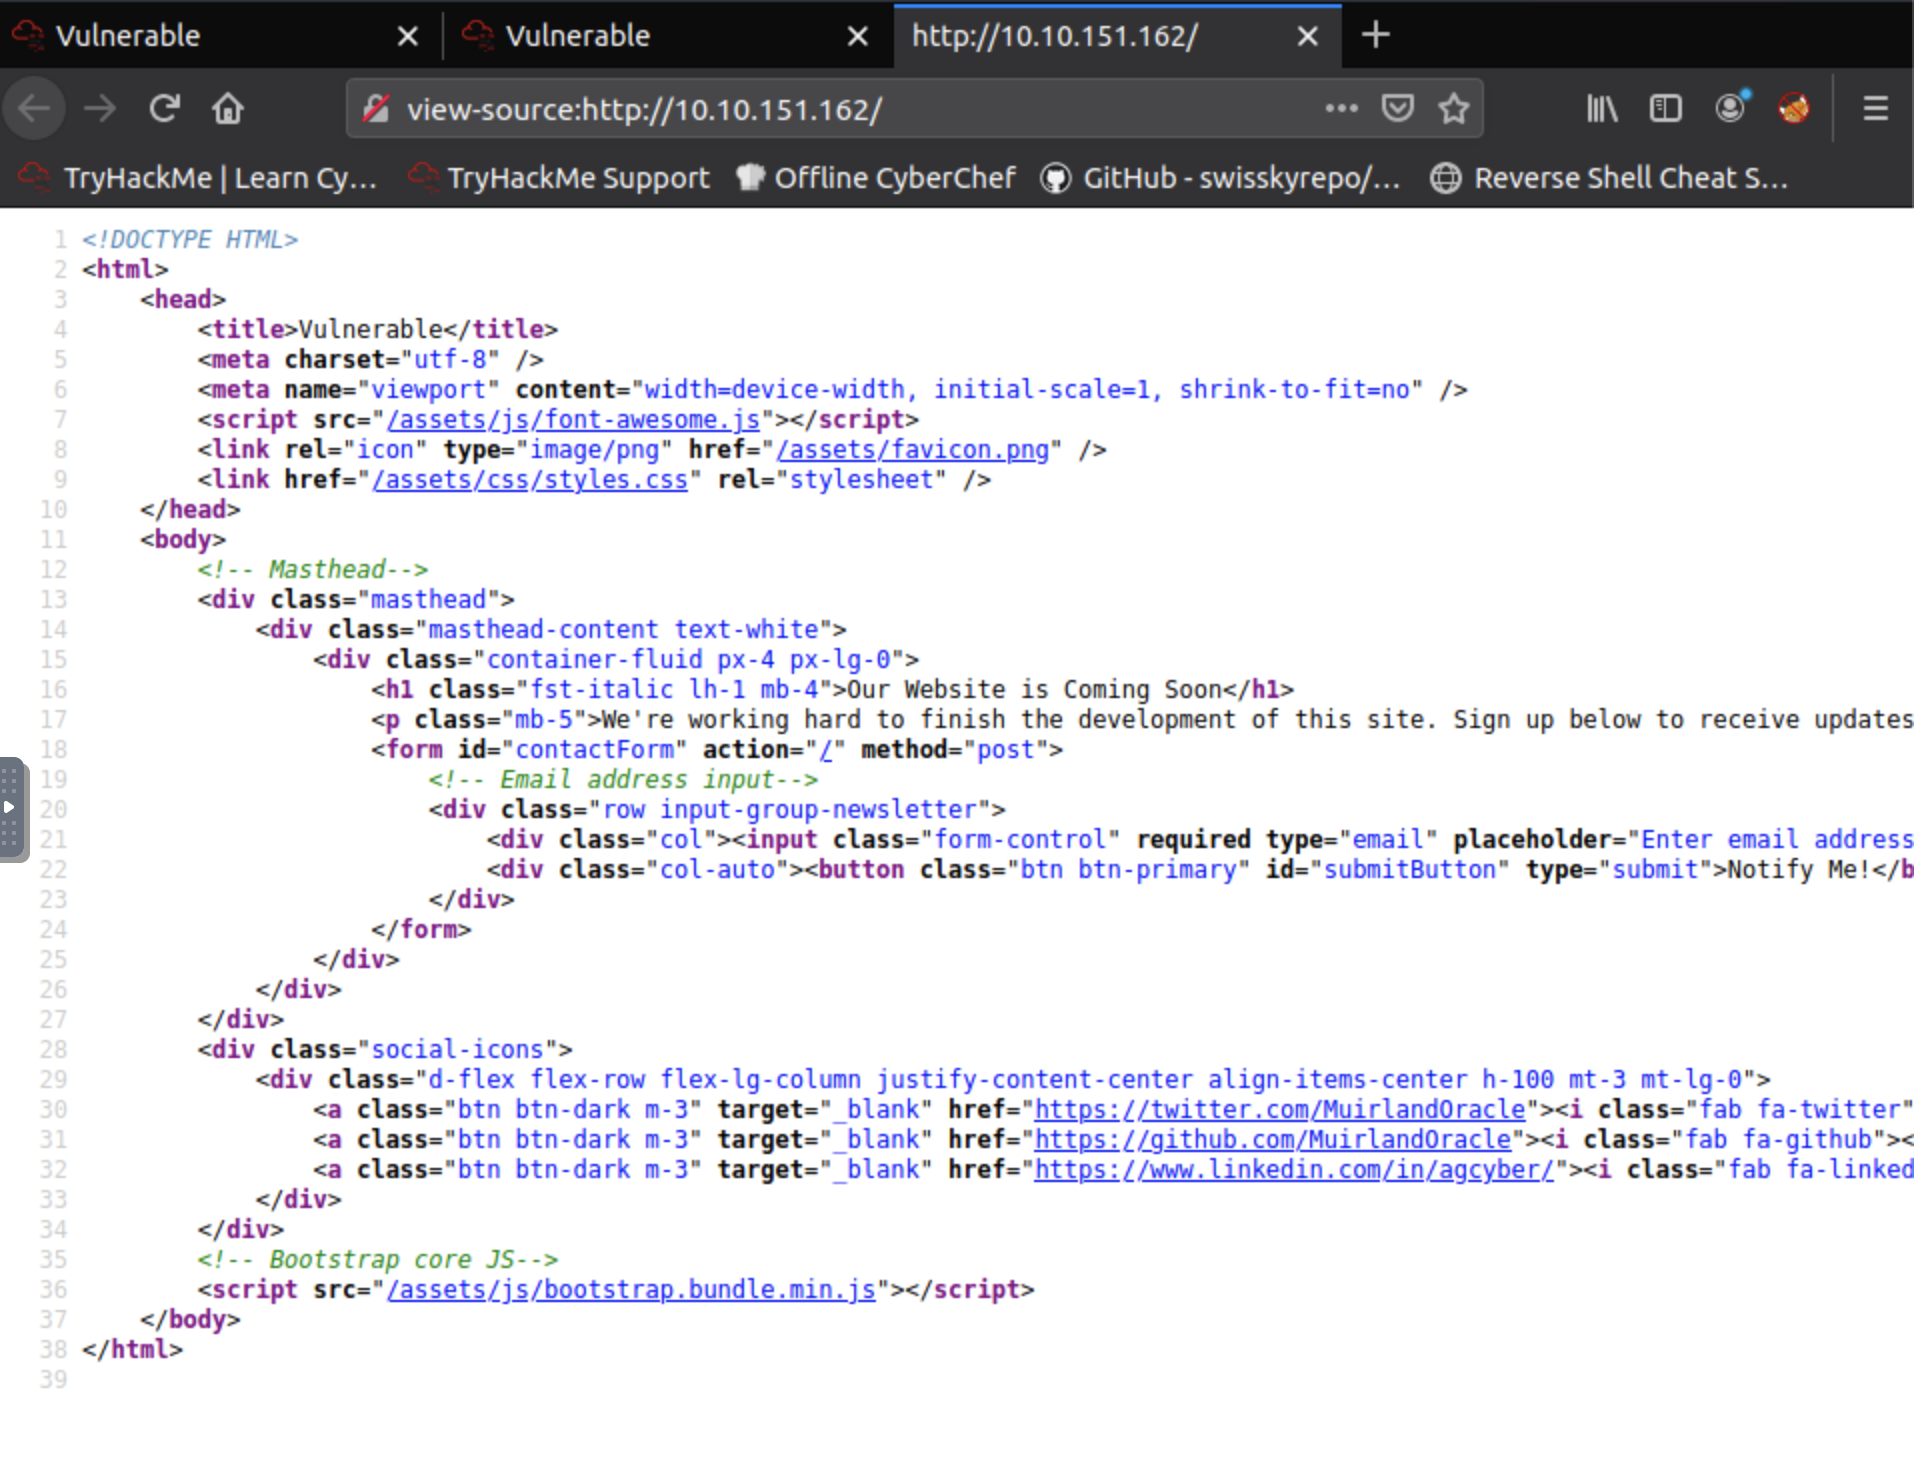 Vulnerable
Vulnerable
http://10.10.151.162/
view-source:http://10.10.151.162/
TryHackMe | Learn Cy... TryHackMe Support Offline CyberChef GitHub - swisskyrepo/... Reverse Shell Cheat S...
1 <!DOCTYPE HTML>
2 <html>
3 <head>
4 <title>Vulnerable</title>
5 <meta charset="utf-8" />
6 <meta name="viewport" content="width=device-width, initial-scale=1, shrink-to-fit=no" />
7 <script src="/assets/js/font-awesome.js"></script>
8 <link rel="icon" type="image/png" href="/assets/favicon.png" />
9 <link href="/assets/css/styles.css" rel="stylesheet" />
10 </head>
11 <body>
12 <!-- Masthead-->
13 <div class="masthead">
14 <div class="masthead-content text-white">
15 <div class="container-fluid px-4 px-lg-0">
16 <h1 class="fst-italic lh-1 mb-4">Our Website is Coming Soon</h1>
17 <p class="mb-5">We're working hard to finish the development of this site. Sign up below to receive updates
18 <form id="contactForm" action="/" method="post">
19 <!-- Email address input-->
20 <div class="row input-group-newsletter">
21 <div class="col"><input class="form-control" required type="email" placeholder="Enter email address
22 <div class="col-auto"><button class="btn btn-primary" id="submitButton" type="submit">Notify Me!</b
23 </div>
24 </form>
25 </div>
26 </div>
27 </div>
28 <div class="social-icons">
29 <div class="d-flex flex-row flex-lg-column justify-content-center align-items-center h-100 mt-3 mt-lg-0">
30 <a class="btn btn-dark m-3" target="_blank" href="https://twitter.com/MuirlandOracle"><i class="fab fa-twitter"
31 <a class="btn btn-dark m-3" target="_blank" href="https://github.com/MuirlandOracle"><i class="fab fa-github"><
32 <a class="btn btn-dark m-3" target="_blank" href="https://www.linkedin.com/in/agcyber/"><i class="fab fa-linked
33 </div>
34 </div>
35 <!-- Bootstrap core JS-->
36 <script src="/assets/js/bootstrap.bundle.min.js"></script>
37 </body>
38 </html>
39